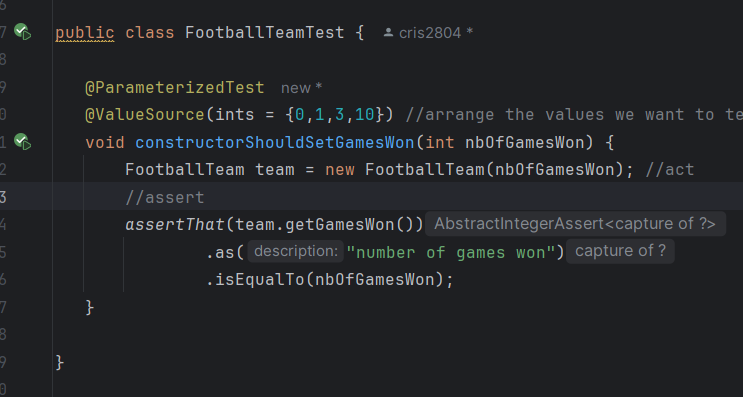 6
7 public class FootballTeamTest { cris2804 *
8
9 @ParameterizedTest new *
0 @ValueSource(ints = {0,1,3,10}) //arrange the values we want to te
1 void constructorShouldSetGamesWon(int nbOfGamesWon) {
2 FootballTeam team = new FootballTeam(nbOfGamesWon); //act
3 //assert
4 assertThat(team.getGamesWon()) AbstractIntegerAssert<capture of ?>
5 .as( description: "number of games won") capture of ?
6 .isEqualTo(nbOfGamesWon);
7 }
8
9 }
0